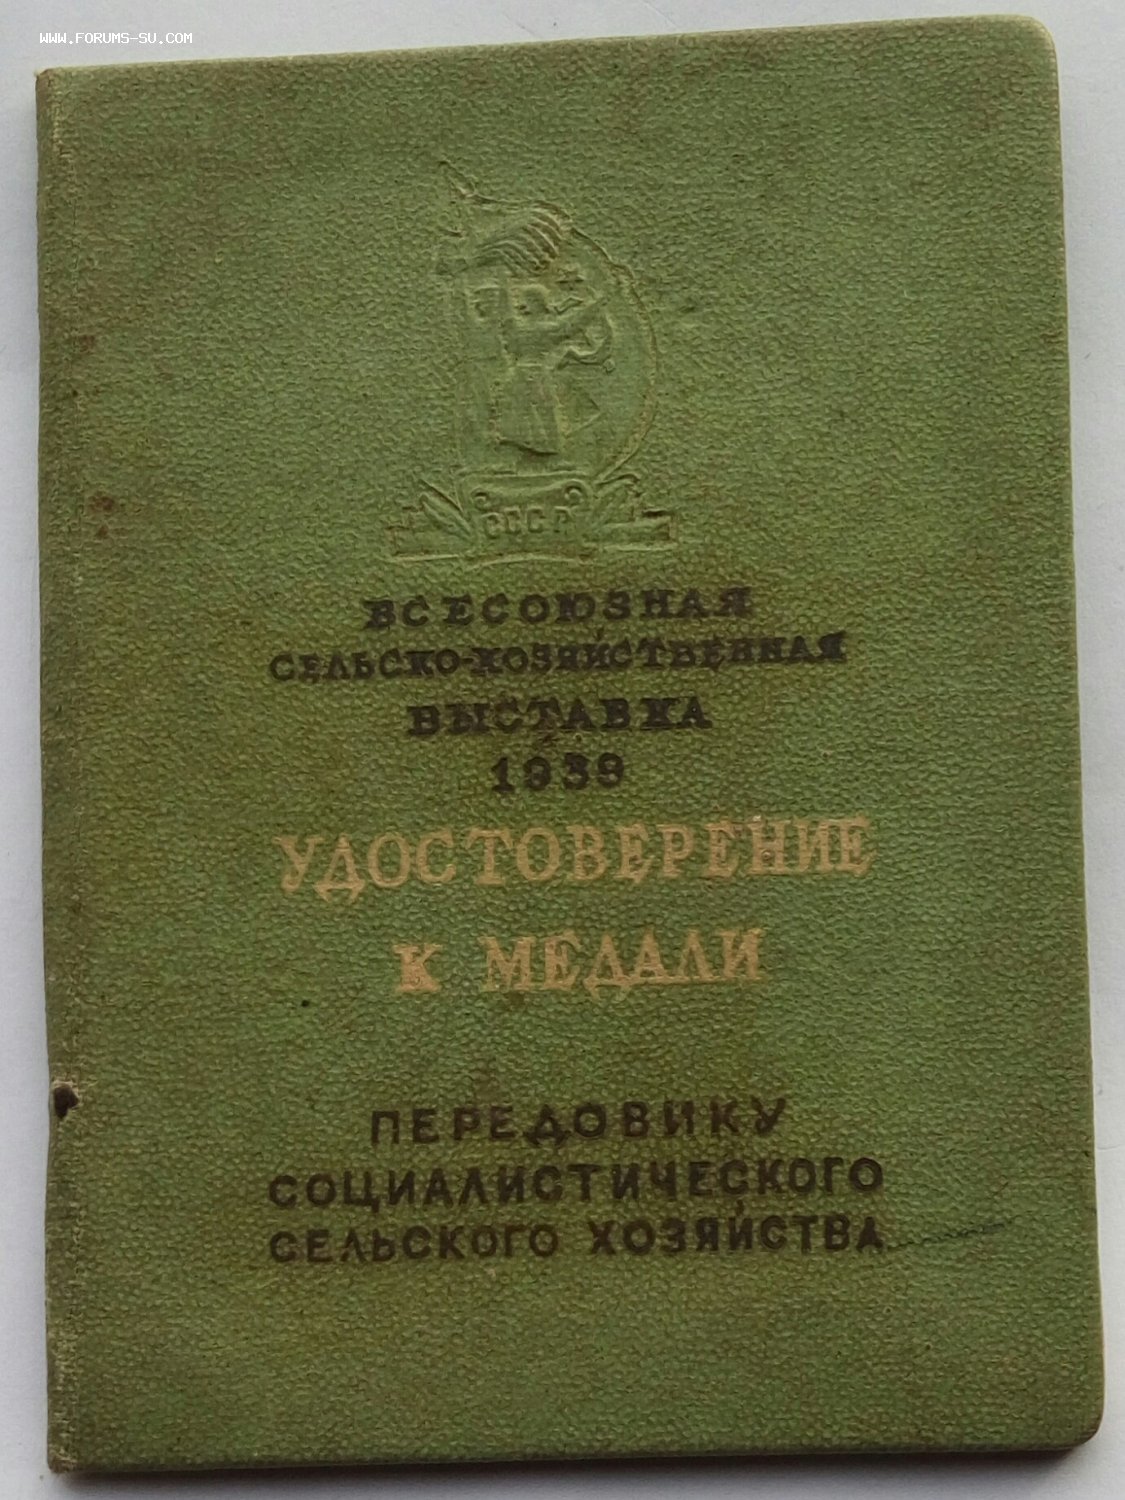 WWW.FORUMS-SU.COM
СССР
ВСЕСОЮЗНАЯ
СЕЛЬСКО-ХОЗЯЙСТВЕННАЯ
ВЫСТАВКА
1939
УДОСТОВЕРЕНИЕ
К МЕДАЛИ
ПЕРЕДОВИКУ
СОЦИАЛИСТИЧЕСКОГО
СЕЛЬСКОГО ХОЗЯЙСТВА